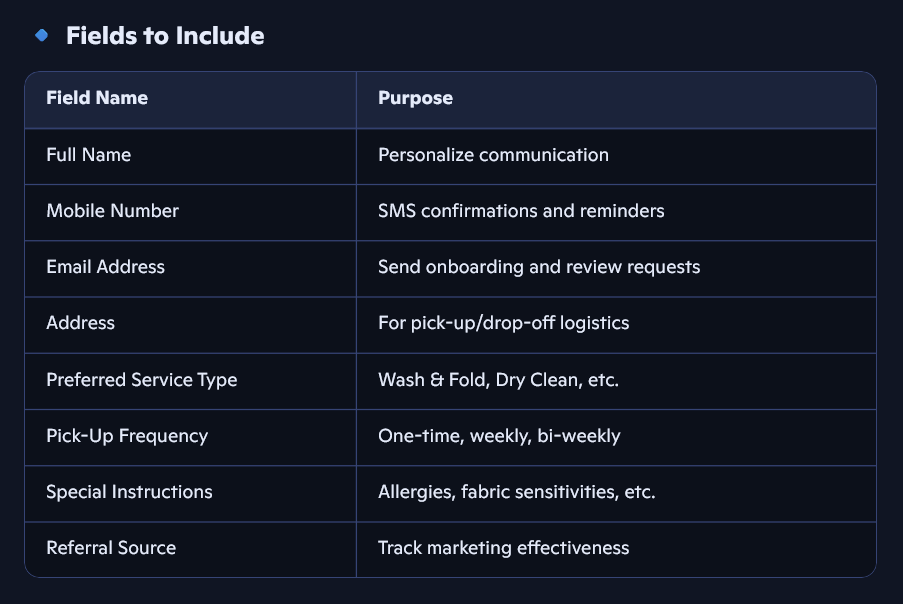 Fields to Include
Field Name Purpose
Full Name Personalize communication
Mobile Number SMS confirmations and reminders
Email Address Send onboarding and review requests
Address For pick-up/drop-off logistics
Preferred Service Type Wash & Fold, Dry Clean, etc.
Pick-Up Frequency One-time, weekly, bi-weekly
Special Instructions Allergies, fabric sensitivities, etc.
Referral Source Track marketing effectiveness